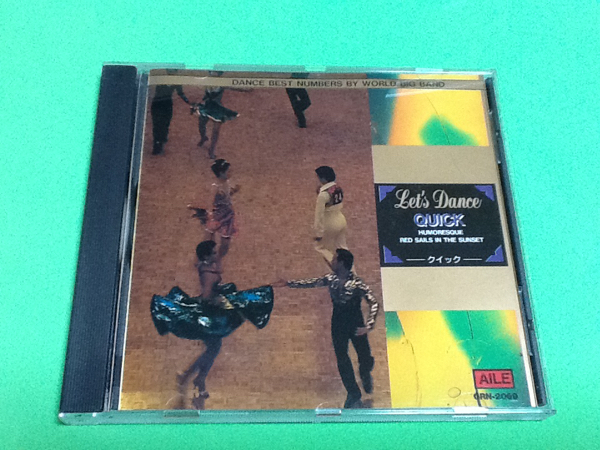 DANCE BEST NUMBERS BY WORLD BIG BAND
Let's Dance
QUICK
HUMORESQUE
RED SAILS IN THE SUNSET
クイック
AILE
GRN-2069